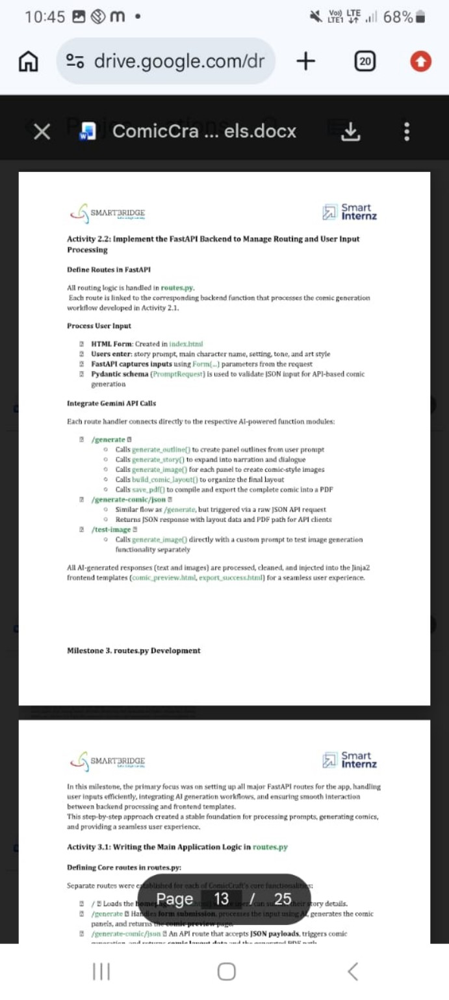 10:45
Vo) LTE
LTE1
68%
drive.google.com/dr
20
ComicCra ... els.docx
SMARTBRIDGE
Smart
Internz
Activity 2.2: Implement the FastAPI Backend to Manage Routing and User Input
Processing
Define Routes in FastAPI
All routing logic is handled in routes.py.
Each route is linked to the corresponding backend function that processes the comic generation
workflow developed in Activity 2.1.
Process User Input
HTML Form: Created in index.html
Users enter: story prompt, main character name, setting, tone, and art style
FastAPI captures inputs using Form(...) parameters from the request
Pydantic schema (PromptRequest) is used to validate JSON input for API-based comic
generation
Integrate Gemini API Calls
Each route handler connects directly to the respective AI-powered function modules:
/generate
Calls generate_outline() to create panel outlines from user prompt
Calls generate_story() to expand into narration and dialogue
Calls generate_image() for each panel to create comic-style images
Calls build_comic_layout() to organize the final layout
Calls save_pdf() to compile and export the complete comic into a PDF
/generate-comic/json
Similar flow as /generate, but triggered via a raw JSON API request
Returns JSON response with layout data and PDF path for API clients
/test-image
Calls generate_image() directly with a custom prompt to test image generation
functionality separately
All AI-generated responses (text and images) are processed, cleaned, and injected into the Jinja2
frontend templates (comic_preview.html, export_success.html) for a seamless user experience.
Milestone 3. routes.py Development
SMARTBRIDGE
Smart
Internz
In this milestone, the primary focus was on setting up all major FastAPI routes for the app, handling
user inputs efficiently, integrating AI generation workflows, and ensuring smooth interaction
between backend processing and frontend templates.
This step-by-step approach created a stable foundation for processing prompts, generating comics,
and providing a seamless user experience.
Activity 3.1: Writing the Main Application Logic in routes.py
Defining Core routes in routes.py:
Separate routes were established for each of ComicCraft's core functionalities:
/ Loads the can their story details.
/generate Handles form submission, processes the input using AI, generates the comic
panels, and returns the comic preview page.
/generate-comic/json An API route that accepts JSON payloads, triggers comic
Page 13 / 25